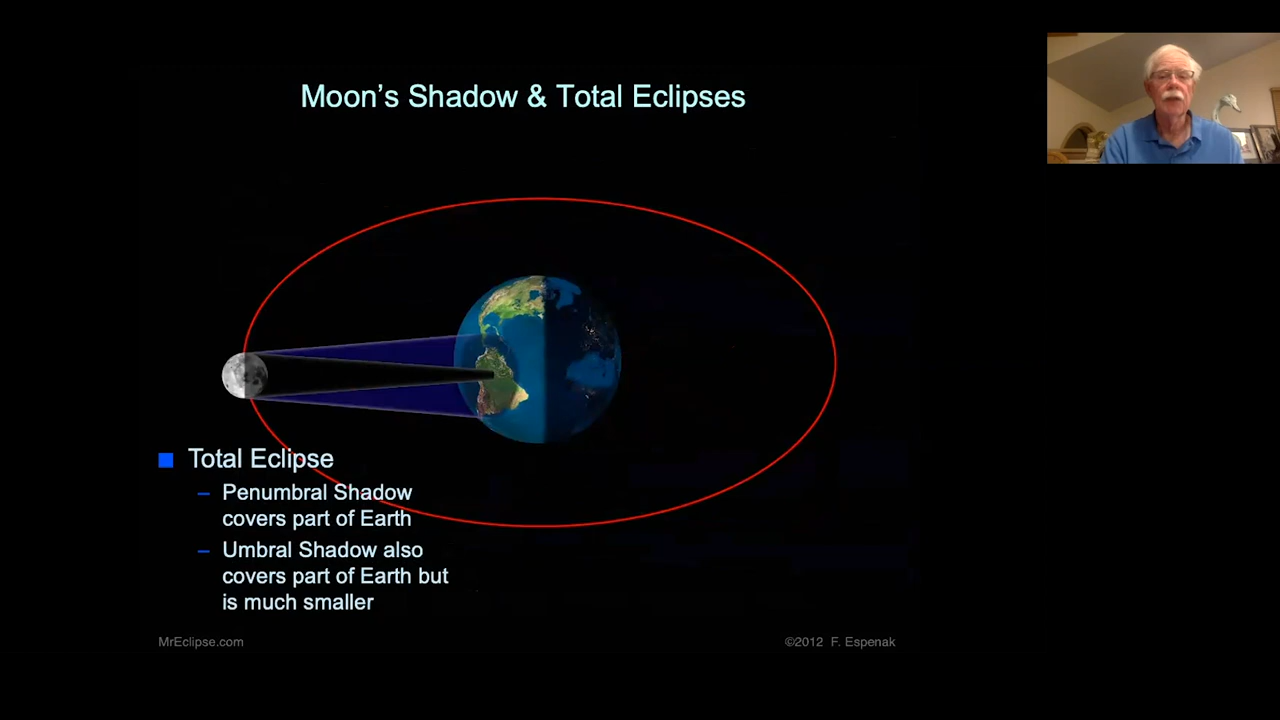 Moon's Shadow & Total Eclipses
Total Eclipse
– Penumbral Shadow
covers part of Earth
– Umbral Shadow also
covers part of Earth but
is much smaller
MrEclipse.com
©2012 F. Espenak